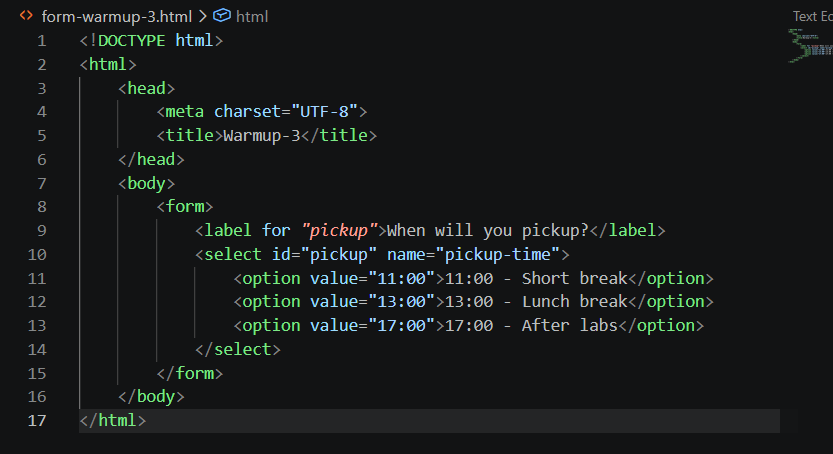 form-warmup-3.html > html
Text Ed
1 <!DOCTYPE html>
2 <html>
3     <head>
4         <meta charset="UTF-8">
5         <title>Warmup-3</title>
6     </head>
7     <body>
8         <form>
9             <label for "pickup">When will you pickup?</label>
10             <select id="pickup" name="pickup-time">
11                 <option value="11:00">11:00 - Short break</option>
12                 <option value="13:00">13:00 - Lunch break</option>
13                 <option value="17:00">17:00 - After labs</option>
14             </select>
15         </form>
16     </body>
17 </html>